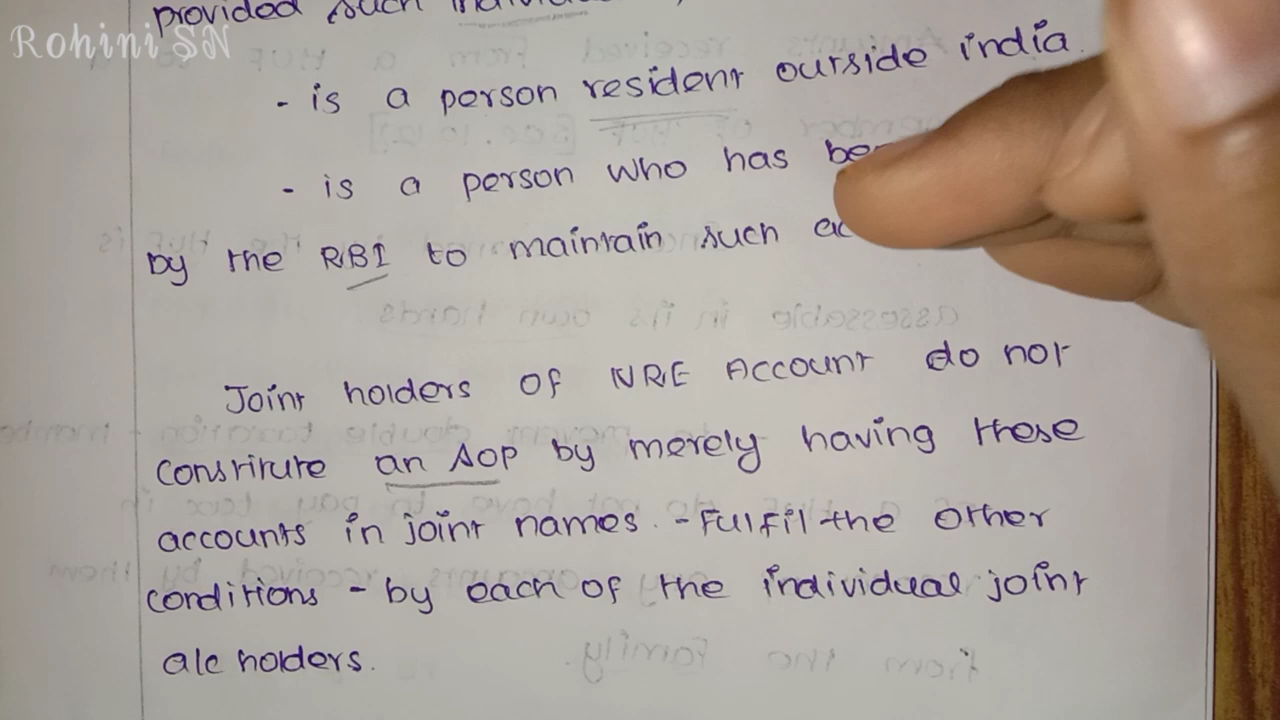 Rohini SN
provided such
- is a person resident outside india
- is a person who has
by the RBI to maintain such
Joint holders of NRE Account do not
constitute an AOP by merely having these
accounts in joint names. - Fulfil the other
conditions - by each of the individual joint
a/c holders.